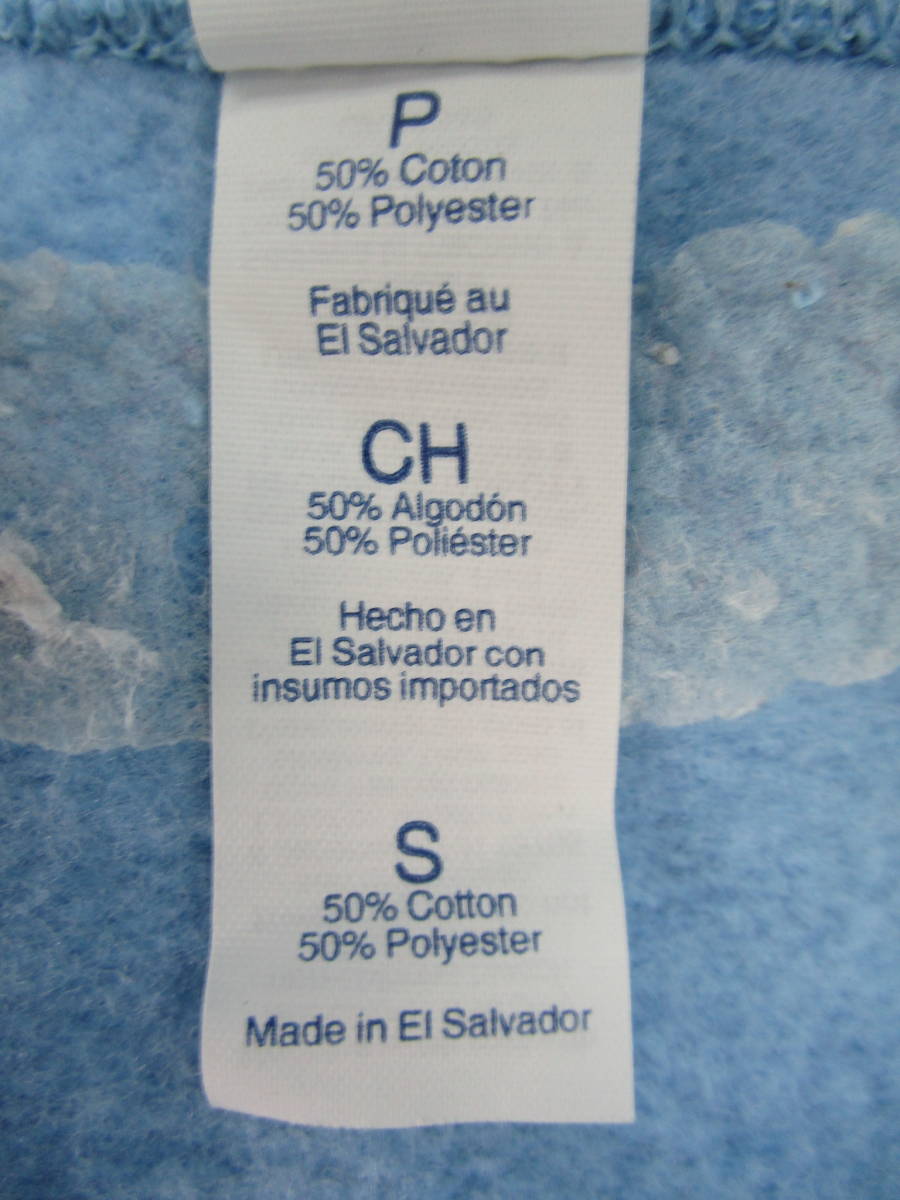 P
50% Coton
50% Polyester
Fabriqué au
El Salvador
CH
50% Algodón
50% Poliéster
Hecho en
El Salvador con
insumos importados
S
50% Cotton
50% Polyester
Made in El Salvador